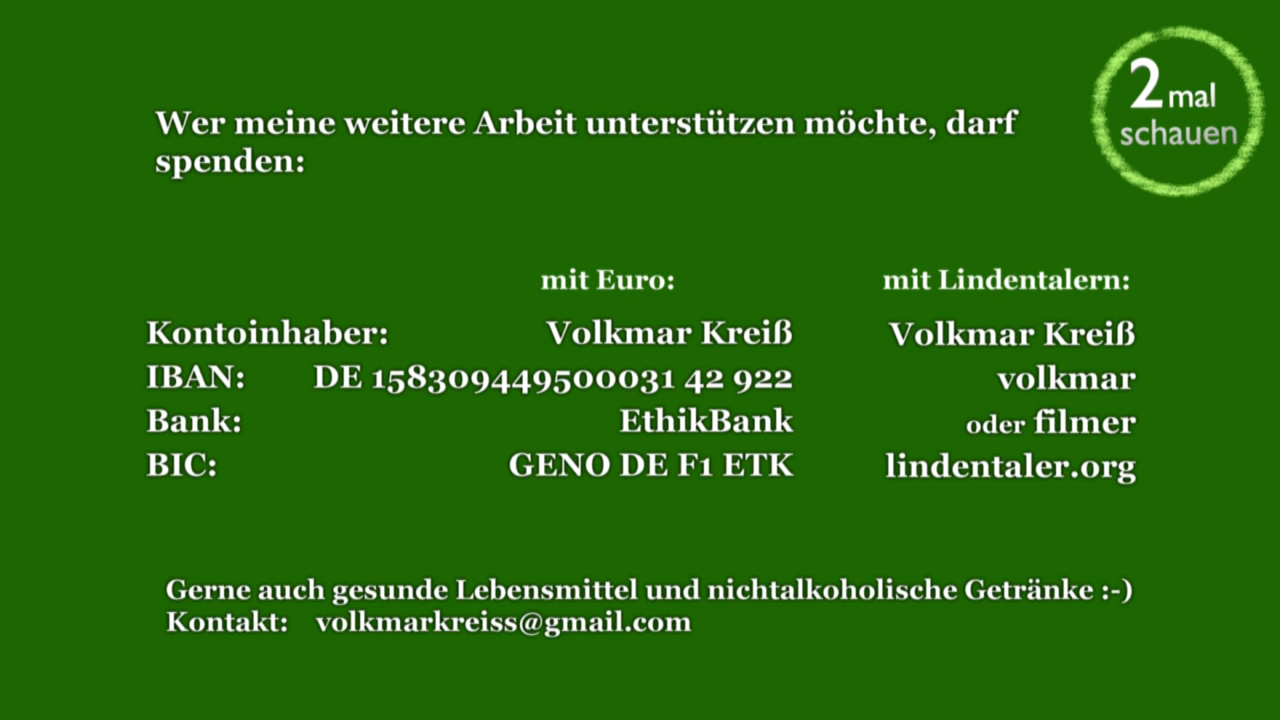 2 mal
schauen
Wer meine weitere Arbeit unterstützen möchte, darf
spenden:
mit Euro: mit Lindentalern:
Kontoinhaber: Volkmar Kreiß Volkmar Kreiß
IBAN: DE 158309449500031 42 922 volkmar
Bank: EthikBank oder filmer
BIC: GENO DE F1 ETK lindentaler.org
Gerne auch gesunde Lebensmittel und nichtalkoholische Getränke :-)
Kontakt: volkmarkreiss@gmail.com